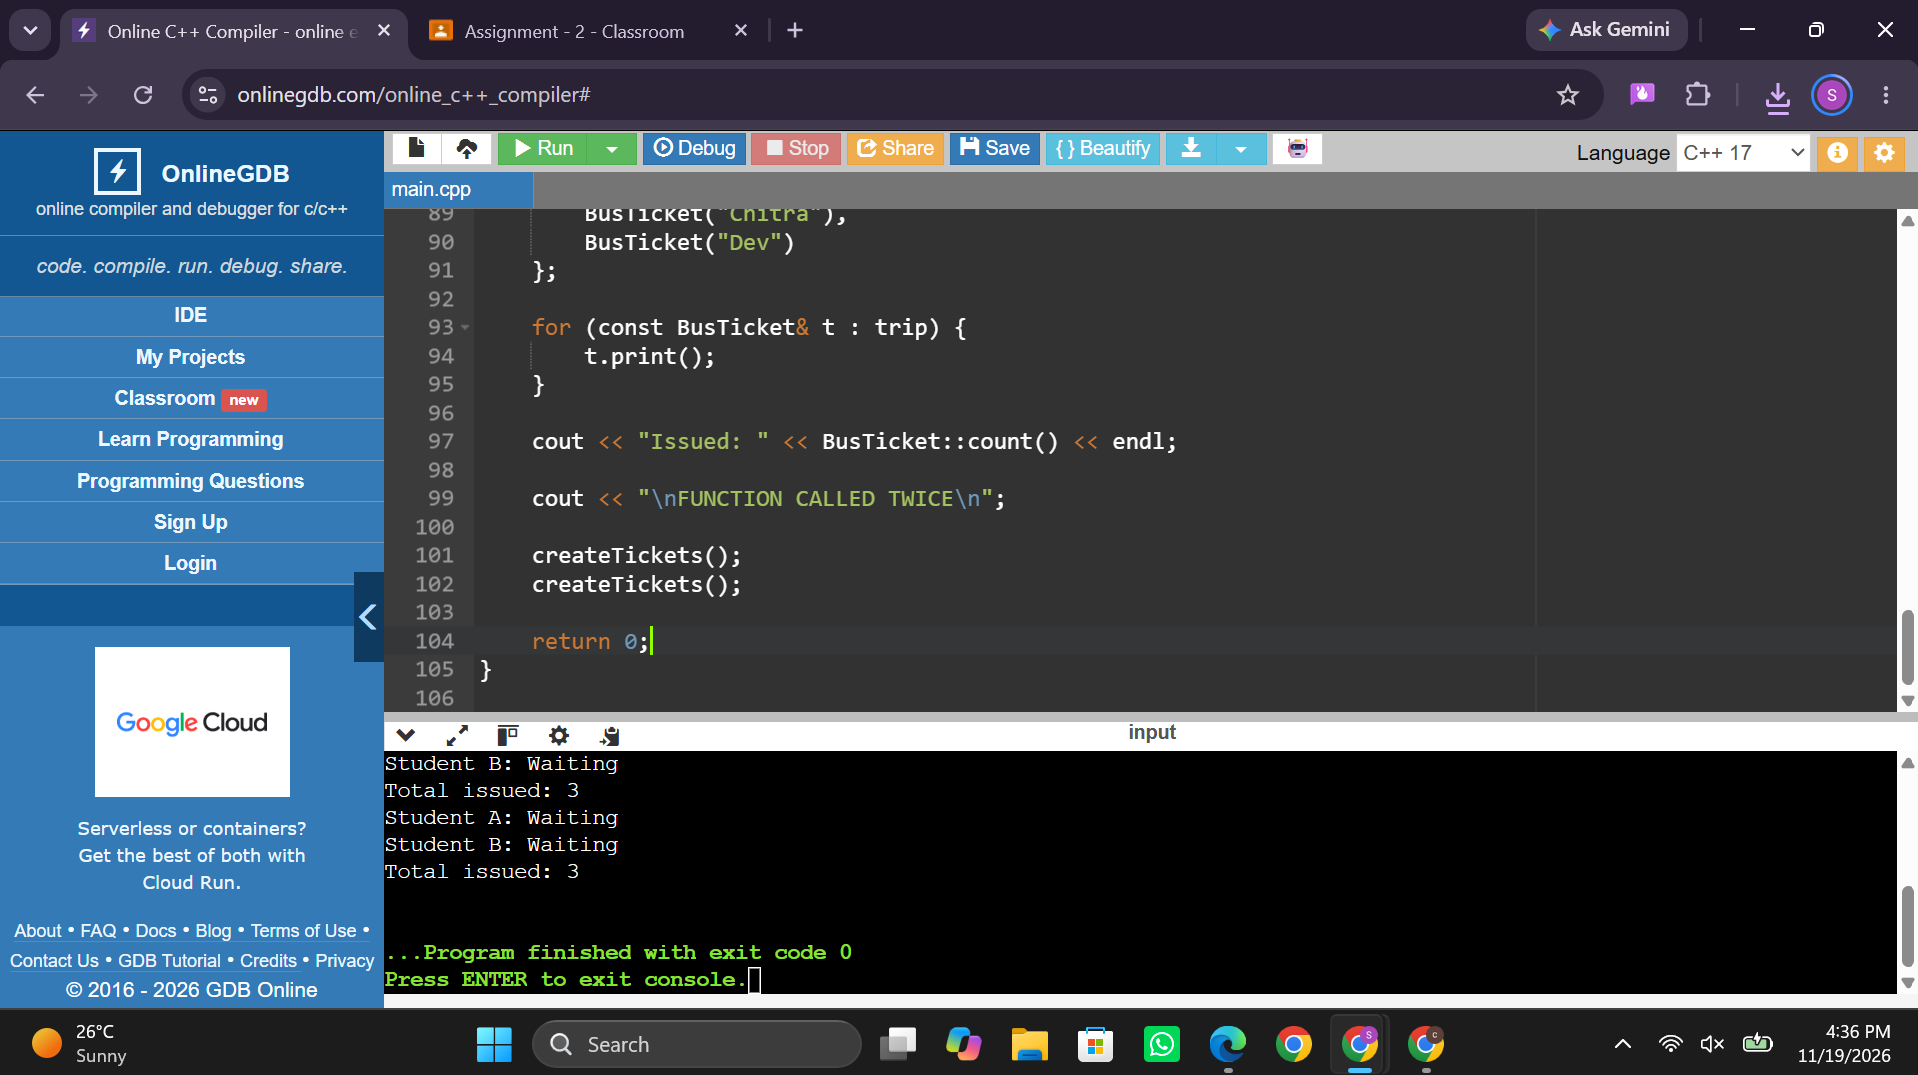 Online C++ Compiler - online e
Assignment - 2 - Classroom
Ask Gemini
onlinegdb.com/online_c++_compiler#
S
OnlineGDB
online compiler and debugger for c/c++
code. compile. run. debug. share.
IDE
My Projects
Classroom new
Learn Programming
Programming Questions
Sign Up
Login
Google Cloud
Serverless or containers?
Get the best of both with
Cloud Run.
About • FAQ • Docs • Blog • Terms of Use •
Contact Us • GDB Tutorial • Credits • Privacy
© 2016 - 2026 GDB Online
Run
Debug
Stop
Share
Save
{ } Beautify
Language C++ 17
main.cpp
89 BusTicket("Chitra"),
90 BusTicket("Dev")
91 };
92
93 for (const BusTicket& t : trip) {
94 t.print();
95 }
96
97 cout << "Issued: " << BusTicket::count() << endl;
98
99 cout << "\nFUNCTION CALLED TWICE\n";
100
101 createTickets();
102 createTickets();
103
104 return 0;
105 }
106
input
Student B: Waiting
Total issued: 3
Student A: Waiting
Student B: Waiting
Total issued: 3
...Program finished with exit code 0
Press ENTER to exit console.
26°C
Sunny
Search
S
C
4:36 PM
11/19/2026